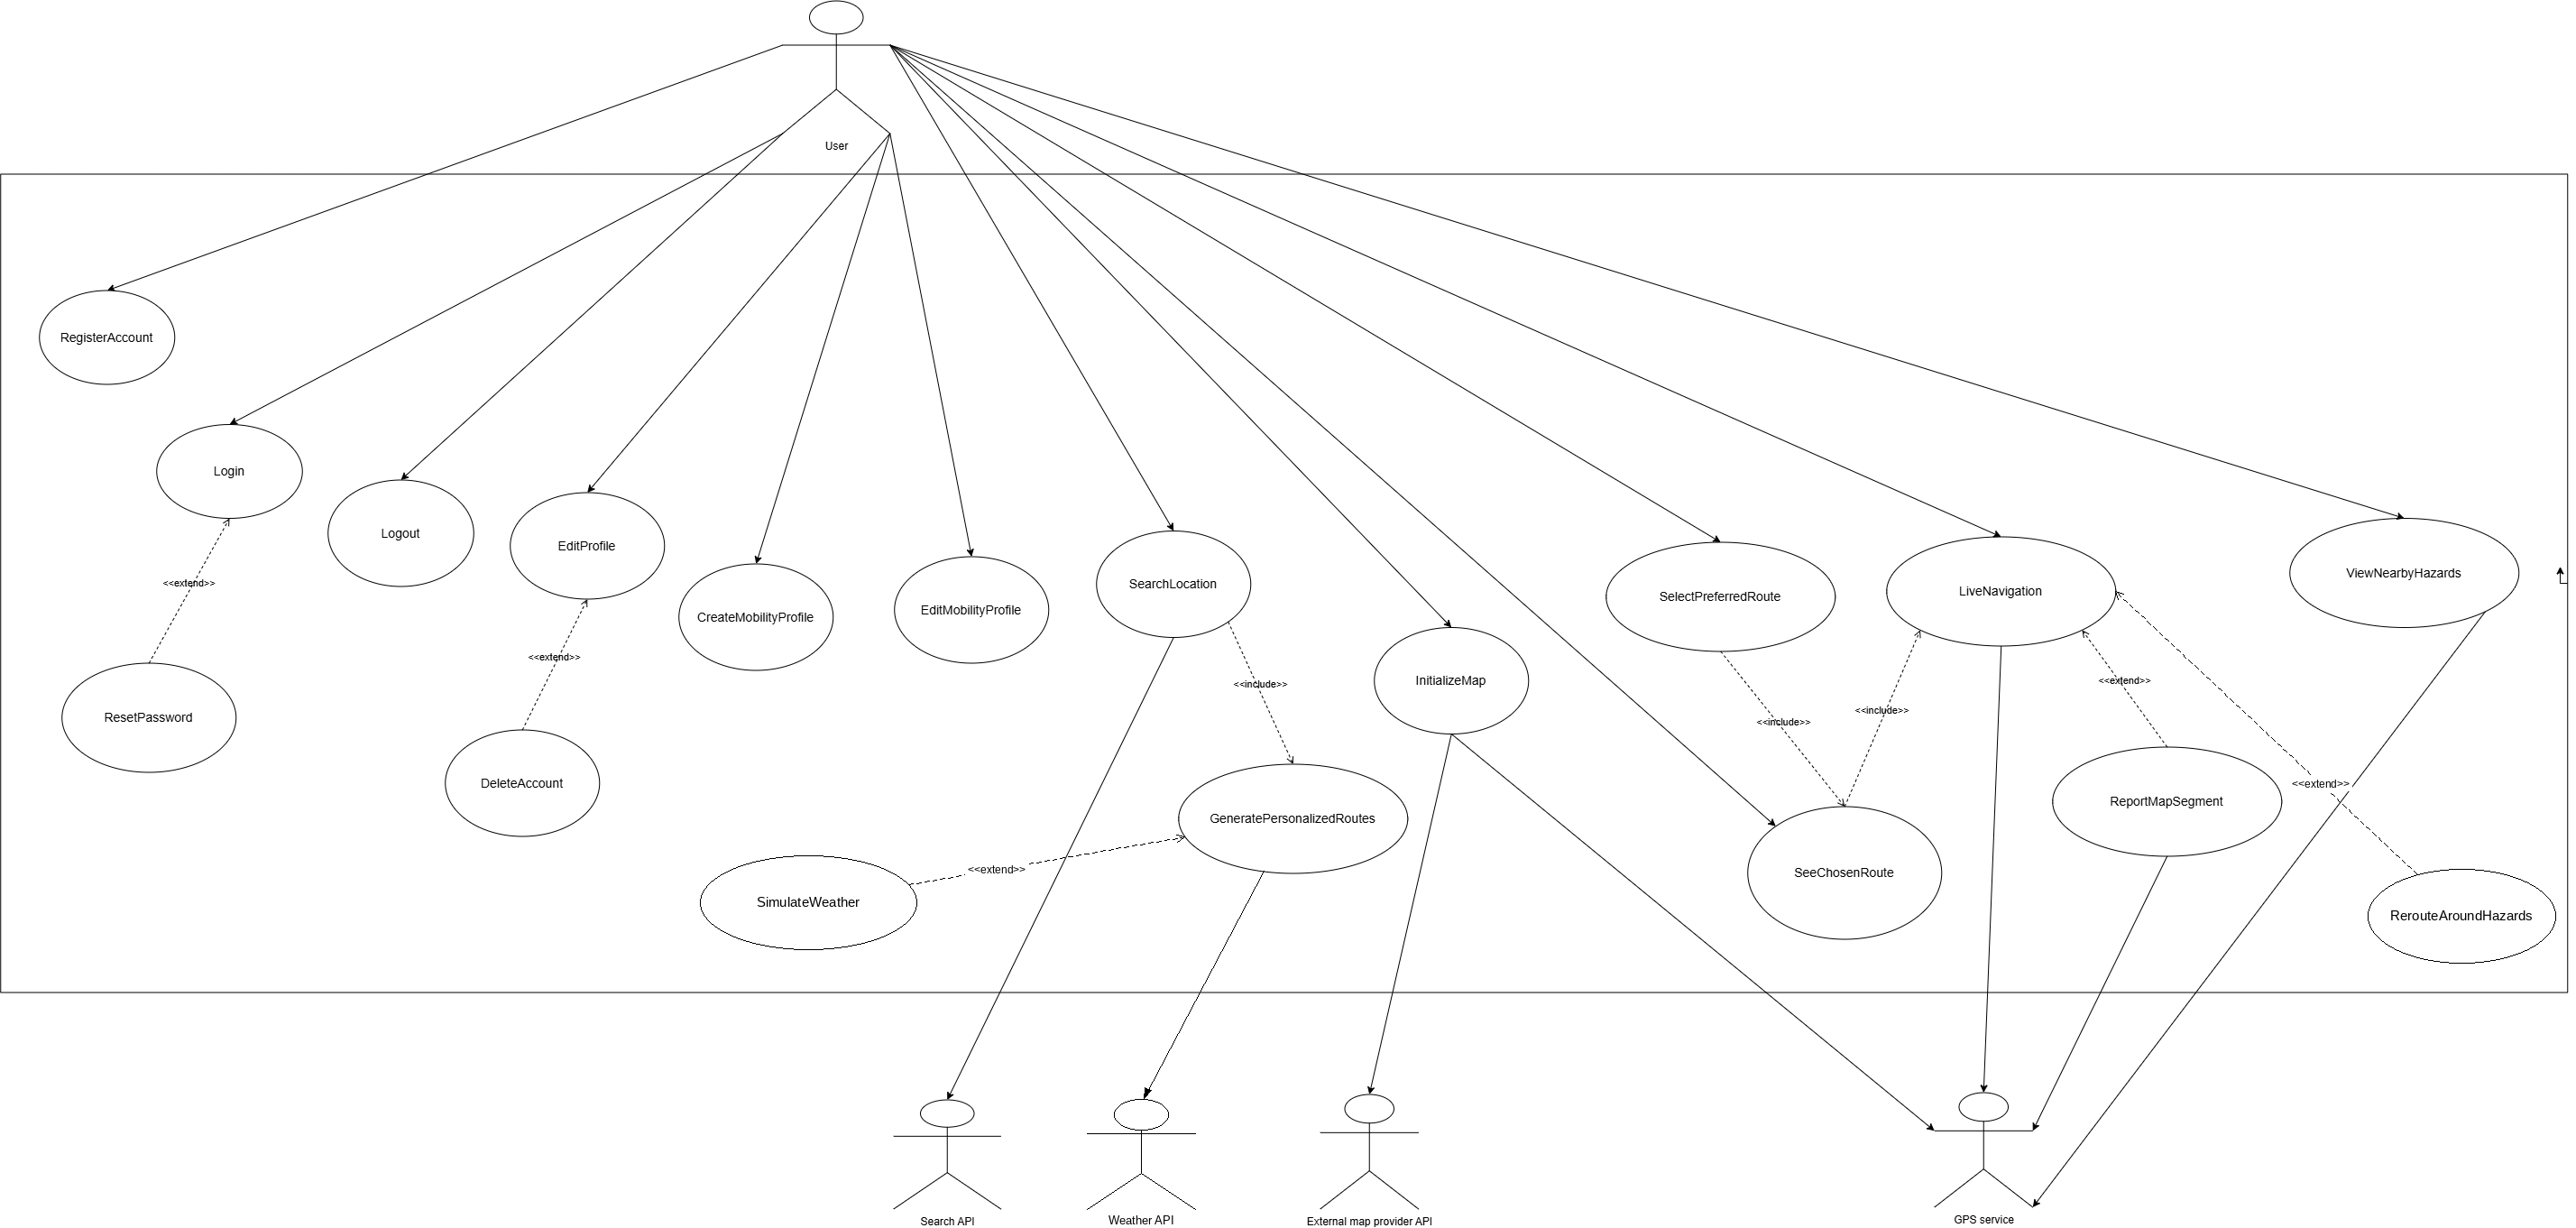 User
RegisterAccount
Login
Logout
EditProfile
ViewNearbyHazards
<<extend>>
SearchLocation
LiveNavigation
SelectPreferredRoute
EditMobilityProfile
CreateMobilityProfile
<<extend>>
<<include>>
InitializeMap
<<extend>>
<<include>>
ResetPassword
<<include>>
DeleteAccount
<<extend>>
ReportMapSegment
GeneratePersonalizedRoutes
<<extend>>
SeeChosenRoute
SimulateWeather
RerouteAroundHazards
Search API
Weather API
External map provider API
GPS service